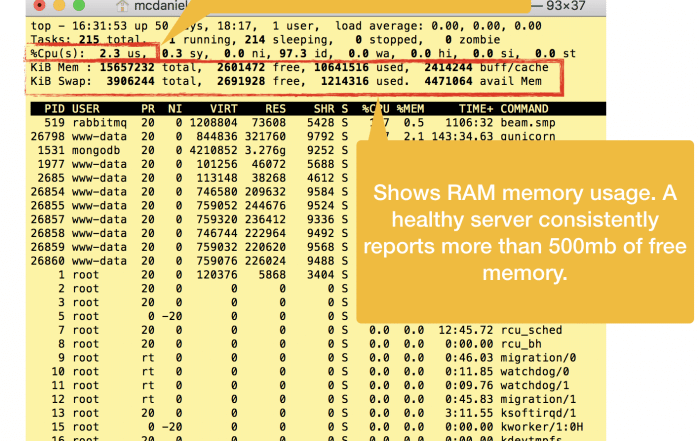 mcdaniel
93×37
top - 16:31:53 up 50 days, 18:17, 1 user, load average: 0.00, 0.00, 0.00
Tasks: 215 total, running, 214 sleeping, 0 stopped, 0 zombie
%Cpu(s): 2.3 us, 0.3 sy, 0.0 ni, 97.3 id, 0.0 wa, 0.0 hi, 0.0 si, 0.0 st
KiB Mem : 15657232 total, 2601472 free, 10641516 used, 2414244 buff/cache
KiB Swap: 3906244 total, 2691928 free, 1214316 used. 4471064 avail Mem
PID USER PR NI VIRT RES SHR S %CPU %MEM TIME+ COMMAND
519 rabbitmq 20 0 1208804 73608 5428 S 0.5 1106:32 beam.smp
26798 www-data 20 0 844836 321760 9792 S 2.1 143:34.63 gunicorn
1531 mongodb 20 0 4210852 3.276g 9252 S
1977 www-data 20 0 101256 46072 5688 S
2685 www-data 20 0 113148 38268 4612 S
26854 www-data 20 0 746580 209632 9584 S
26855 www-data 20 0 759052 244676 9524 S
26857 www-data 20 0 759320 236412 9336 S
26858 www-data 20 0 746744 222964 9492 S
26859 www-data 20 0 759032 220620 9568 S
26860 www-data 20 0 759076 226024 9488 S
1 root 20 0 120376 5868 3404 S
2 root 20 0 0 0 0 S
3 root 20 0 0 0 0 S
5 root 0 -20 0 0 0 S
7 root 20 0 0 0 0 S 0.0 0.0 12:45.72 rcu_sched
8 root 20 0 0 0 0 S 0.0 0.0 0:00.00 rcu_bh
9 root rt 0 0 0 0 S 0.0 0.0 0:46.03 migration/0
10 root rt 0 0 0 0 S 0.0 0.0 0:11.85 watchdog/0
11 root rt 0 0 0 0 S 0.0 0.0 0:09.76 watchdog/1
12 root rt 0 0 0 0 S 0.0 0.0 0:45.83 migration/1
13 root 20 0 0 0 0 S 0.0 0.0 3:11.55 ksoftirqd/1
15 root 0 -20 0 0 0 S 0.0 0.0 0:00.00 kworker/1:0H
16 root 20 0 0 0 0 S 0.0 0.0 0:00.00 kdevtmpfs
Shows RAM memory usage. A
healthy server consistently
reports more than 500mb of free
memory.